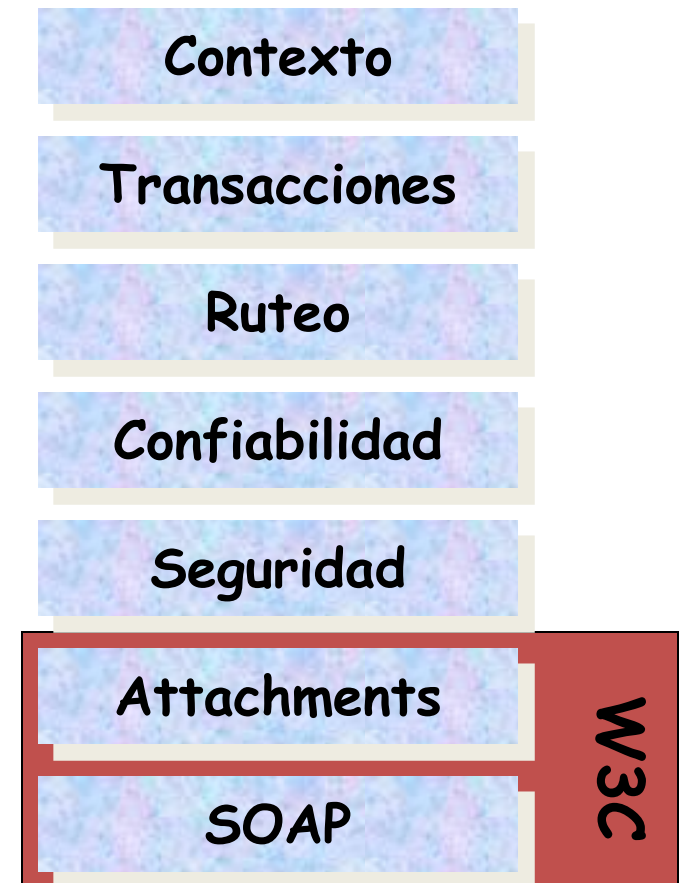 Contexto
Transacciones
Ruteo
Confiabilidad
Seguridad
Attachments
SOAP
W3C